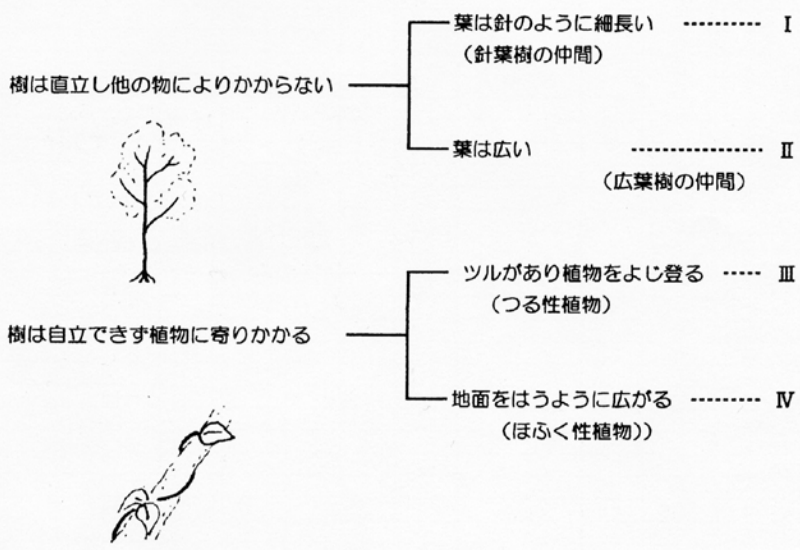 葉は針のように細長い ----------- Ⅰ
(針葉樹の仲間)
樹は直立し他の物によりかからない
葉は広い ------------------ Ⅱ
(広葉樹の仲間)
ツルがあり植物をよじ登る ----- Ⅲ
(つる性植物)
樹は自立できず植物に寄りかかる
地面をはうように広がる ---------- Ⅳ
(ほふく性植物))